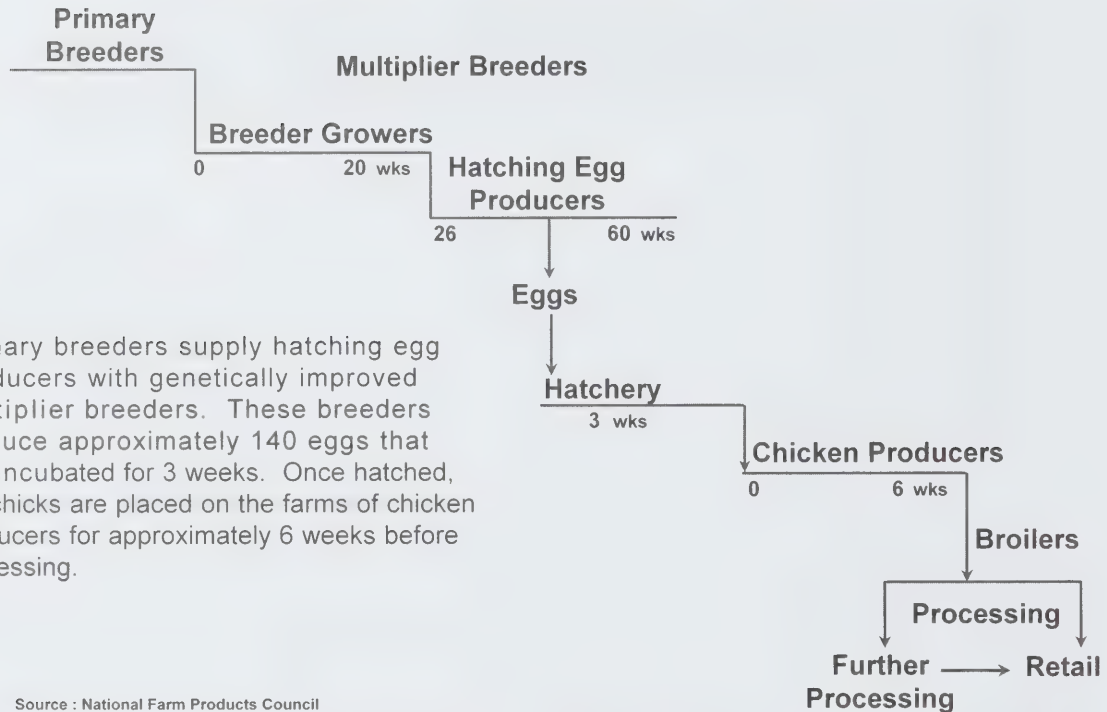 Primary
Breeders
Multiplier Breeders
Breeder Growers
0 20 wks
Hatching Egg
Producers
26 60 wks
Eggs
ary breeders supply hatching egg
ducers with genetically improved
tiplier breeders. These breeders
uce approximately 140 eggs that
ncubated for 3 weeks. Once hatched,
chicks are placed on the farms of chicken
ucers for approximately 6 weeks before
essing.
Hatchery
3 wks
Chicken Producers
0 6 wks
Broilers
Processing
Further
Processing
Retail
Source : National Farm Products Council